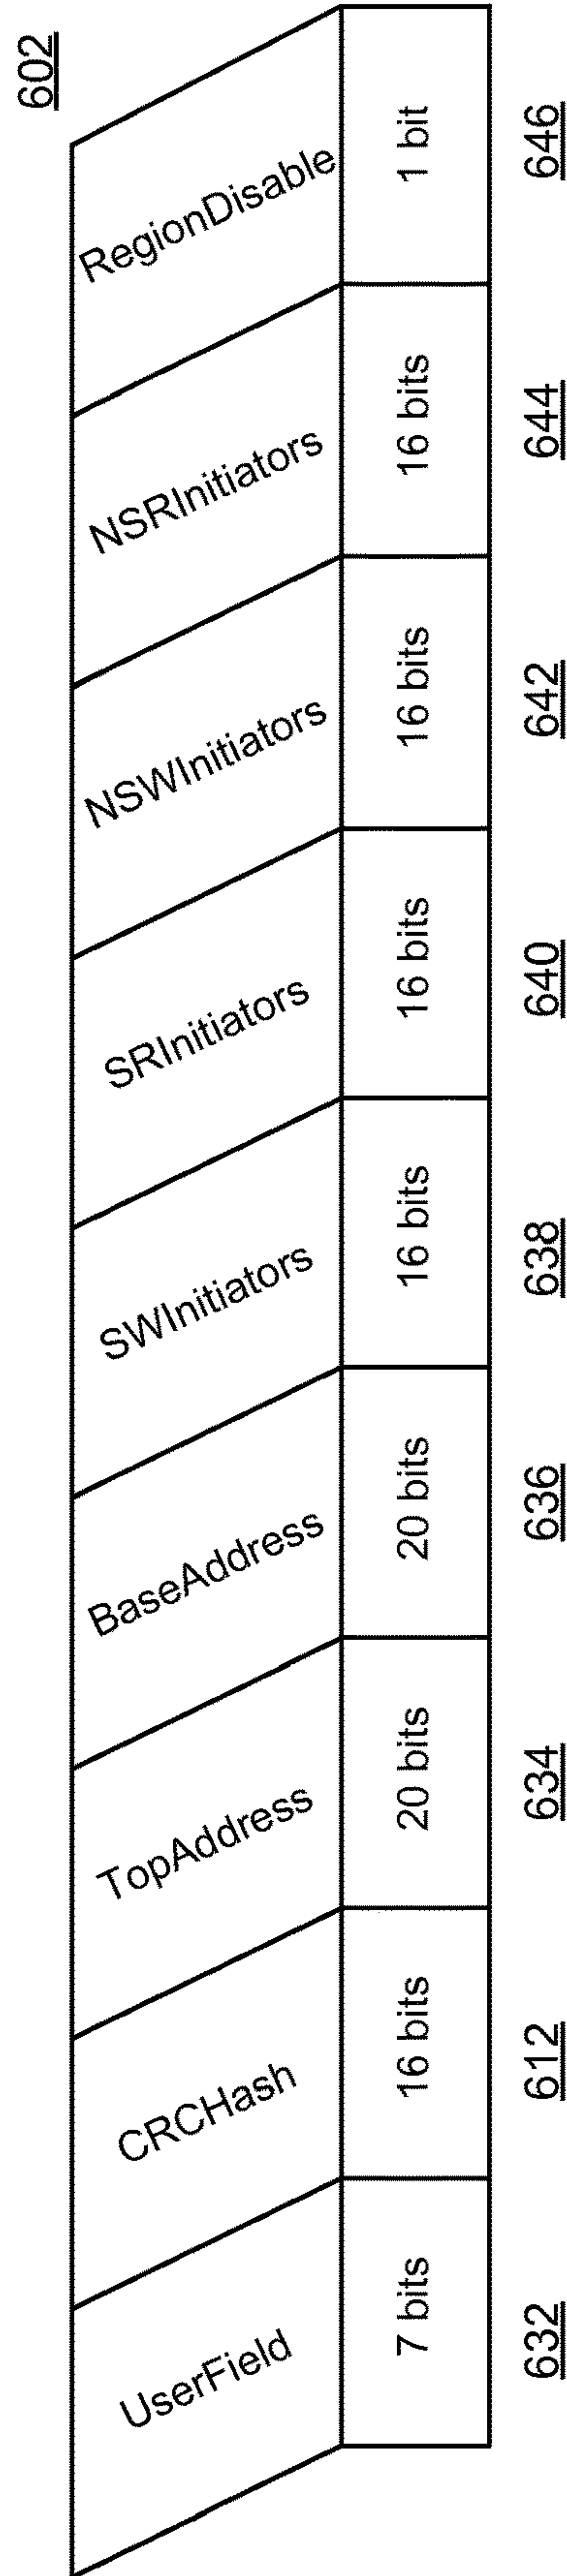 602
UserField
CRCHash
TopAddress
BaseAddress
SWInitiators
SRInitiators
NSWInitiators
NSRInitiators
RegionDisable
7 bits
16 bits
20 bits
20 bits
16 bits
16 bits
16 bits
16 bits
1 bit
632
612
634
636
638
640
642
644
646